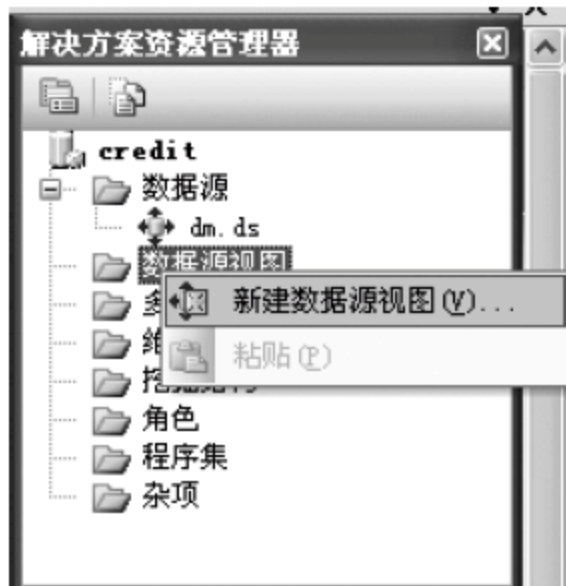 解决方案资源管理器
credit
数据源
dm.ds
数据源视图
新建数据源视图(V)...
粘贴(P)
角色
程序集
杂项